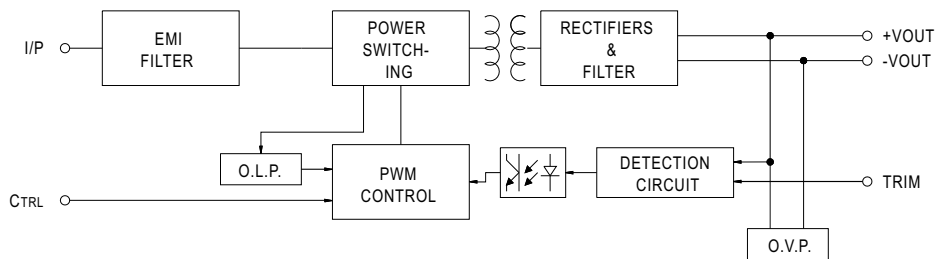 I/P
EMI
FILTER
POWER
SWITCH-
ING
RECTIFIERS
&
FILTER
+VOUT
-VOUT
O.L.P.
PWM
CONTROL
DETECTION
CIRCUIT
TRIM
CTRL
O.V.P.